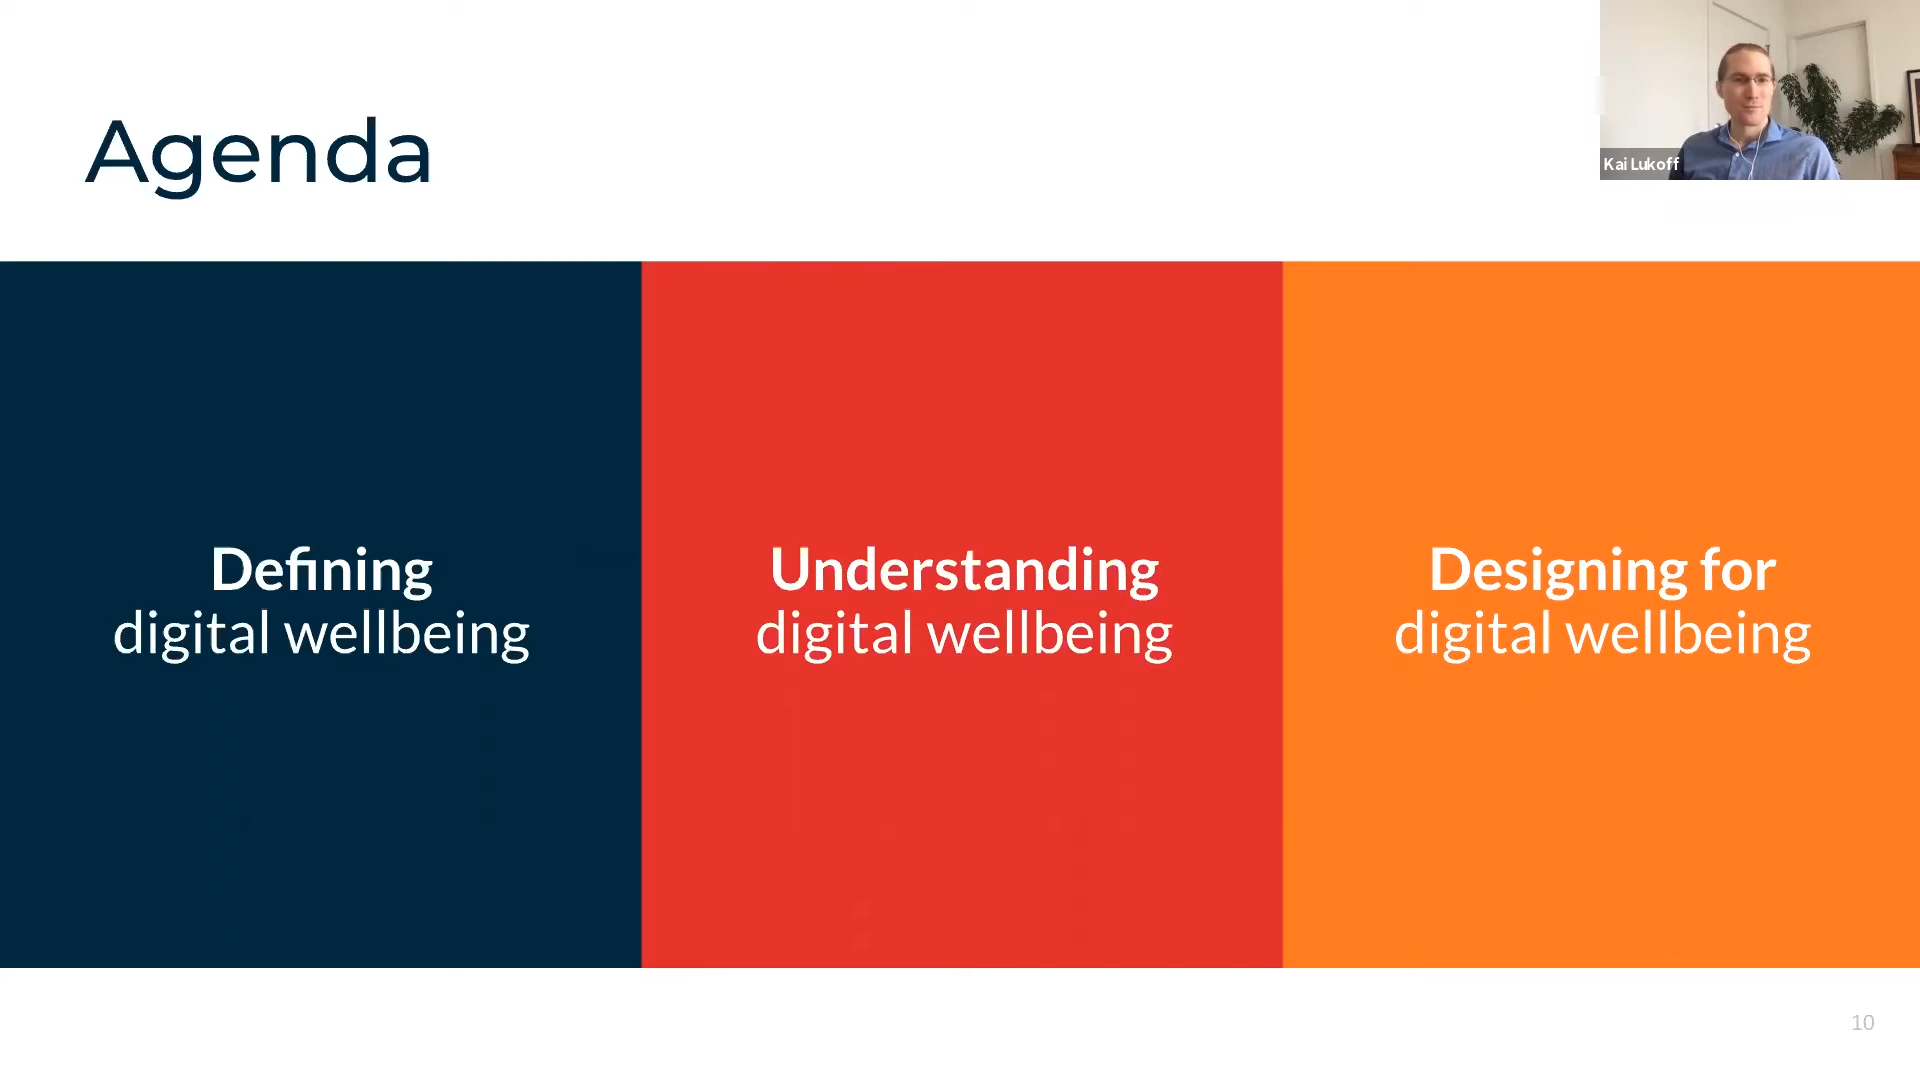 Agenda
Kai Lukoff
Defining
digital wellbeing
Understanding
digital wellbeing
Designing for
digital wellbeing
10